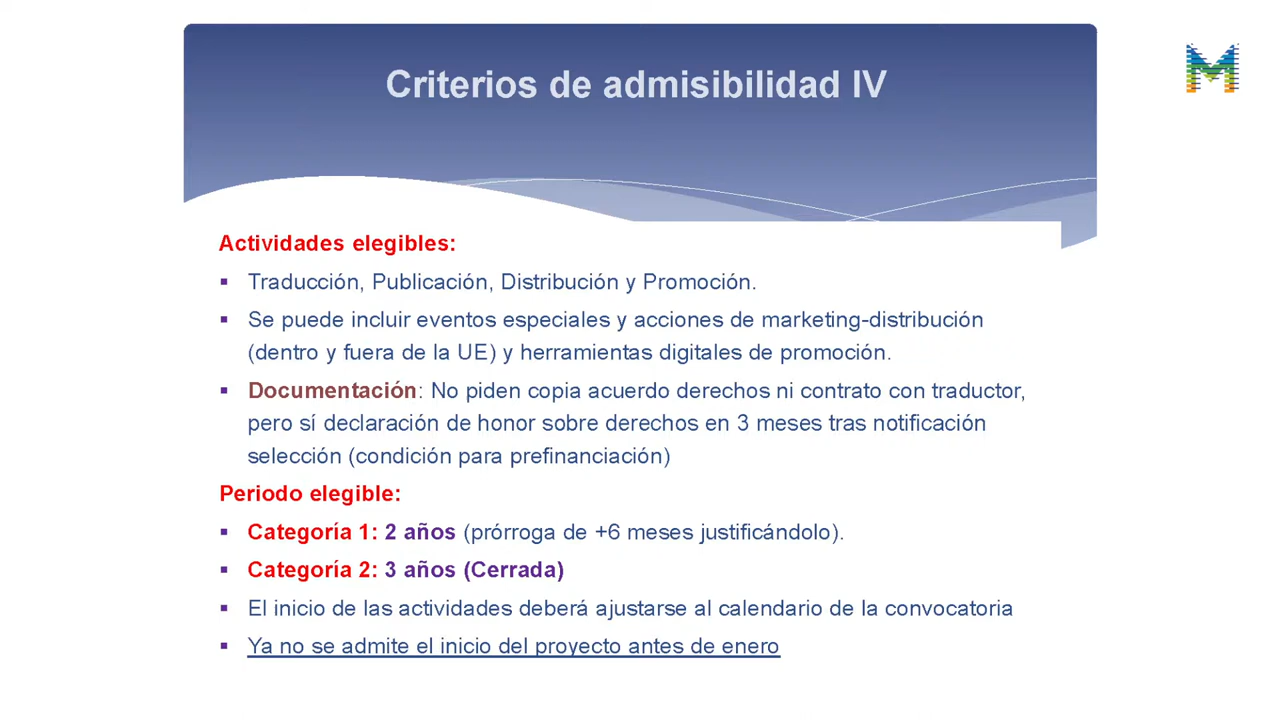 Criterios de admisibilidad IV
Actividades elegibles:
▪ Traducción, Publicación, Distribución y Promoción.
▪ Se puede incluir eventos especiales y acciones de marketing-distribución
(dentro y fuera de la UE) y herramientas digitales de promoción.
▪ Documentación: No piden copia acuerdo derechos ni contrato con traductor,
pero sí declaración de honor sobre derechos en 3 meses tras notificación
selección (condición para prefinanciación)
Periodo elegible:
▪ Categoría 1: 2 años (prórroga de +6 meses justificándolo).
▪ Categoría 2: 3 años (Cerrada)
▪ El inicio de las actividades deberá ajustarse al calendario de la convocatoria
▪ Ya no se admite el inicio del proyecto antes de enero